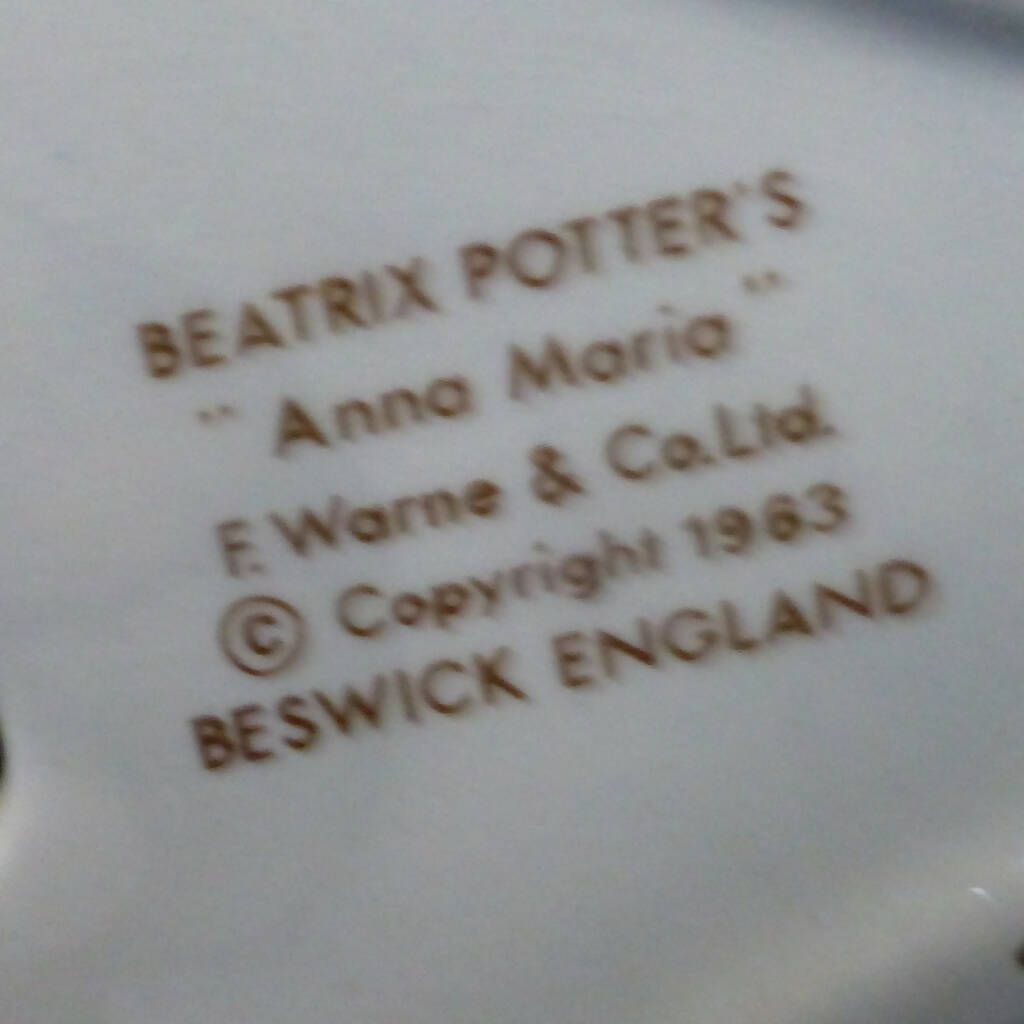 BEATRIX POTTER'S
"Anna Maria"
F. Warne & Co. Ltd.
© Copyright 1963
BESWICK ENGLAND